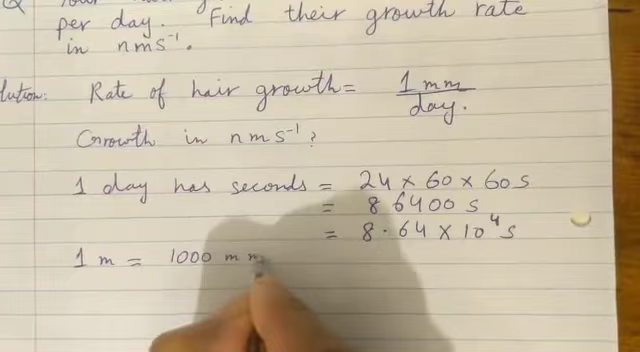 per day. Find their growth rate
in nms⁻¹.
lution: Rate of hair growth = 1 mm/day.
Growth in nms⁻¹?
1 day has seconds = 24 × 60 × 60 s
= 86400 s
= 8.64 × 10⁴ s
1 m = 1000 mm